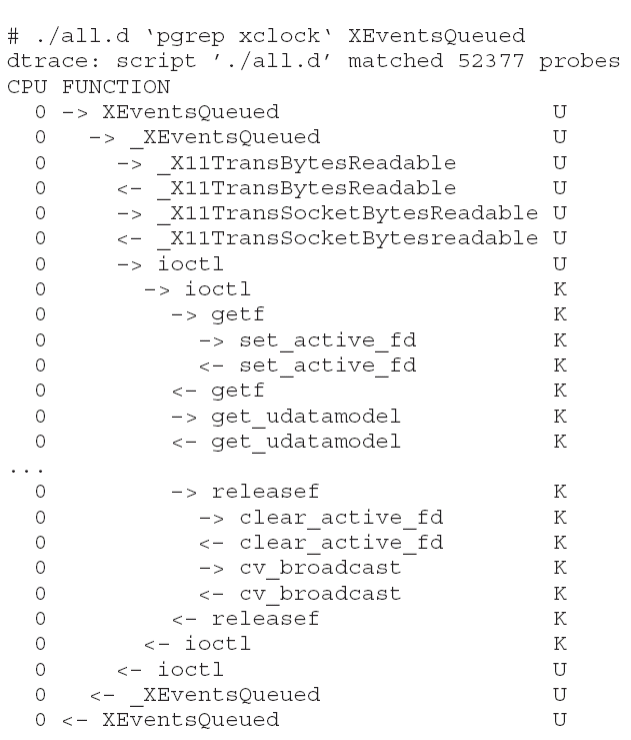 # ./all.d `pgrep xclock` XEventsQueued
dtrace: script './all.d' matched 52377 probes
CPU FUNCTION
  0 -> XEventsQueued                      U
  0   -> _XEventsQueued                   U
  0     -> _X11TransBytesReadable         U
  0     <- _X11TransBytesReadable         U
  0     -> _X11TransSocketBytesReadable   U
  0     <- _X11TransSocketBytesreadable   U
  0     -> ioctl                          U
  0       -> ioctl                        K
  0         -> getf                       K
  0           -> set_active_fd            K
  0           <- set_active_fd            K
  0         <- getf                       K
  0         -> get_udatamodel             K
  0         <- get_udatamodel             K
...
  0         -> releasef                   K
  0           -> clear_active_fd          K
  0           <- clear_active_fd          K
  0           -> cv_broadcast             K
  0           <- cv_broadcast             K
  0         <- releasef                   K
  0       <- ioctl                        K
  0     <- ioctl                          U
  0   <- _XEventsQueued                   U
  0 <- XEventsQueued                      U